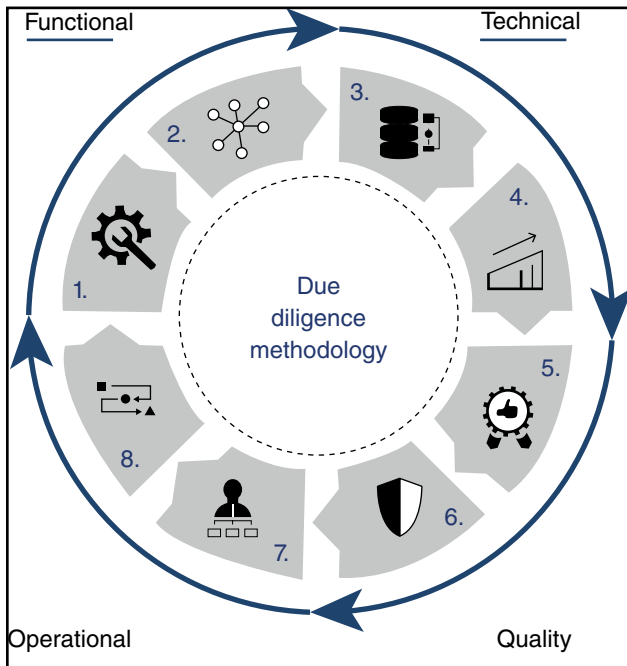 Functional
Technical
1.
2.
3.
4.
5.
6.
7.
8.
Due
diligence
methodology
Operational
Quality